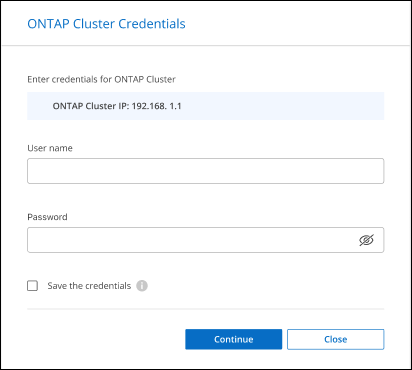 ONTAP Cluster Credentials
Enter credentials for ONTAP Cluster
ONTAP Cluster IP: 192.168. 1.1
User name
Password
Save the credentials i
Continue Close